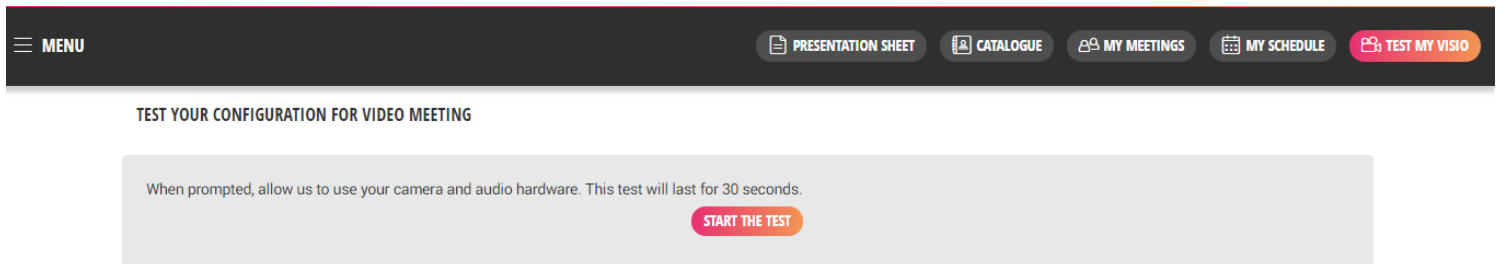 MENU
PRESENTATION SHEET
CATALOGUE
MY MEETINGS
MY SCHEDULE
TEST MY VISIO
TEST YOUR CONFIGURATION FOR VIDEO MEETING
When prompted, allow us to use your camera and audio hardware. This test will last for 30 seconds.
START THE TEST